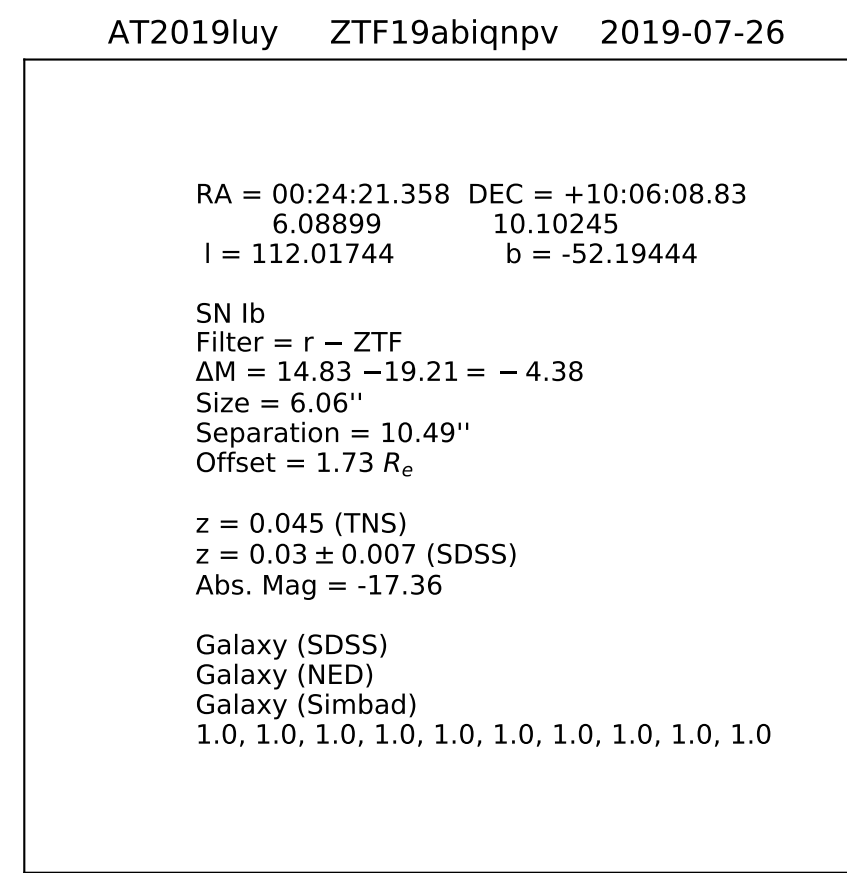 AT2019luy ZTF19abiqnpv 2019-07-26
RA = 00:24:21.358 DEC = +10:06:08.83
6.08899 10.10245
l = 112.01744 b = -52.19444
SN Ib
Filter = r − ZTF
ΔM = 14.83 −19.21 = − 4.38
Size = 6.06''
Separation = 10.49''
Offset = 1.73 Re
z = 0.045 (TNS)
z = 0.03 ± 0.007 (SDSS)
Abs. Mag = -17.36
Galaxy (SDSS)
Galaxy (NED)
Galaxy (Simbad)
1.0, 1.0, 1.0, 1.0, 1.0, 1.0, 1.0, 1.0, 1.0, 1.0